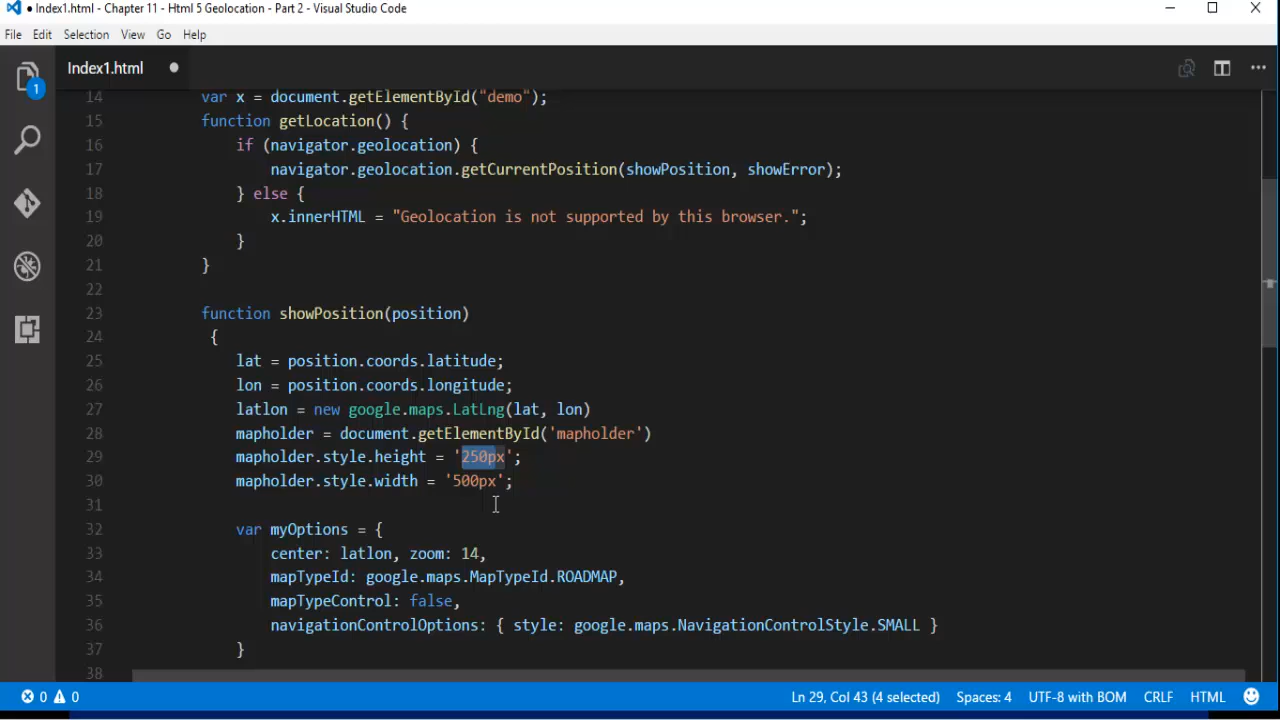 ● Index1.html - Chapter 11 - Html 5 Geolocation - Part 2 - Visual Studio Code
File Edit Selection View Go Help
Index1.html ●
1
14 var x = document.getElementById("demo");
15 function getLocation() {
16 if (navigator.geolocation) {
17 navigator.geolocation.getCurrentPosition(showPosition, showError);
18 } else {
19 x.innerHTML = "Geolocation is not supported by this browser.";
20 }
21 }
22
23 function showPosition(position)
24 {
25 lat = position.coords.latitude;
26 lon = position.coords.longitude;
27 latlon = new google.maps.LatLng(lat, lon)
28 mapholder = document.getElementById('mapholder')
29 mapholder.style.height = '250px';
30 mapholder.style.width = '500px';
31
32 var myOptions = {
33 center: latlon, zoom: 14,
34 mapTypeId: google.maps.MapTypeId.ROADMAP,
35 mapTypeControl: false,
36 navigationControlOptions: { style: google.maps.NavigationControlStyle.SMALL }
37 }
38
0 0 Ln 29, Col 43 (4 selected) Spaces: 4 UTF-8 with BOM CRLF HTML